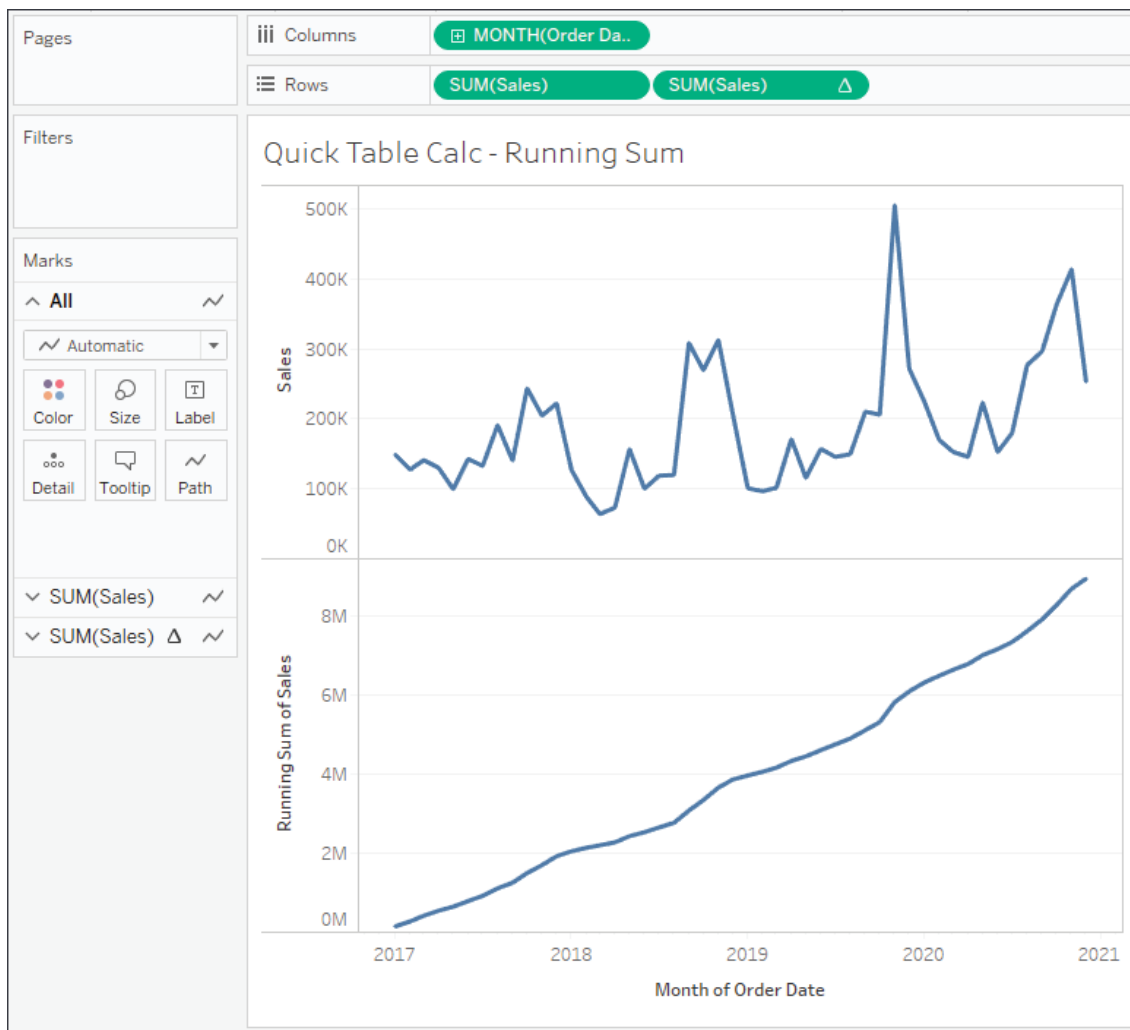 Pages
Columns
MONTH(Order Da..
Rows
SUM(Sales)
SUM(Sales) Δ
Filters
Marks
All
Automatic
Color
Size
T
Label
Detail
Tooltip
Path
SUM(Sales)
SUM(Sales) Δ
Quick Table Calc - Running Sum
500K
400K
300K
200K
100K
0K
Sales
8M
6M
4M
2M
0M
Running Sum of Sales
2017 2018 2019 2020 2021
Month of Order Date